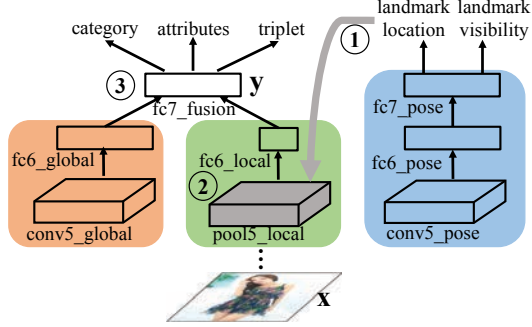 category attributes triplet
landmark location
landmark visibility
①
③
y
fc7_fusion
fc7_pose
fc6_global
fc6_local
fc6_pose
②
conv5_global
pool5_local
conv5_pose
x